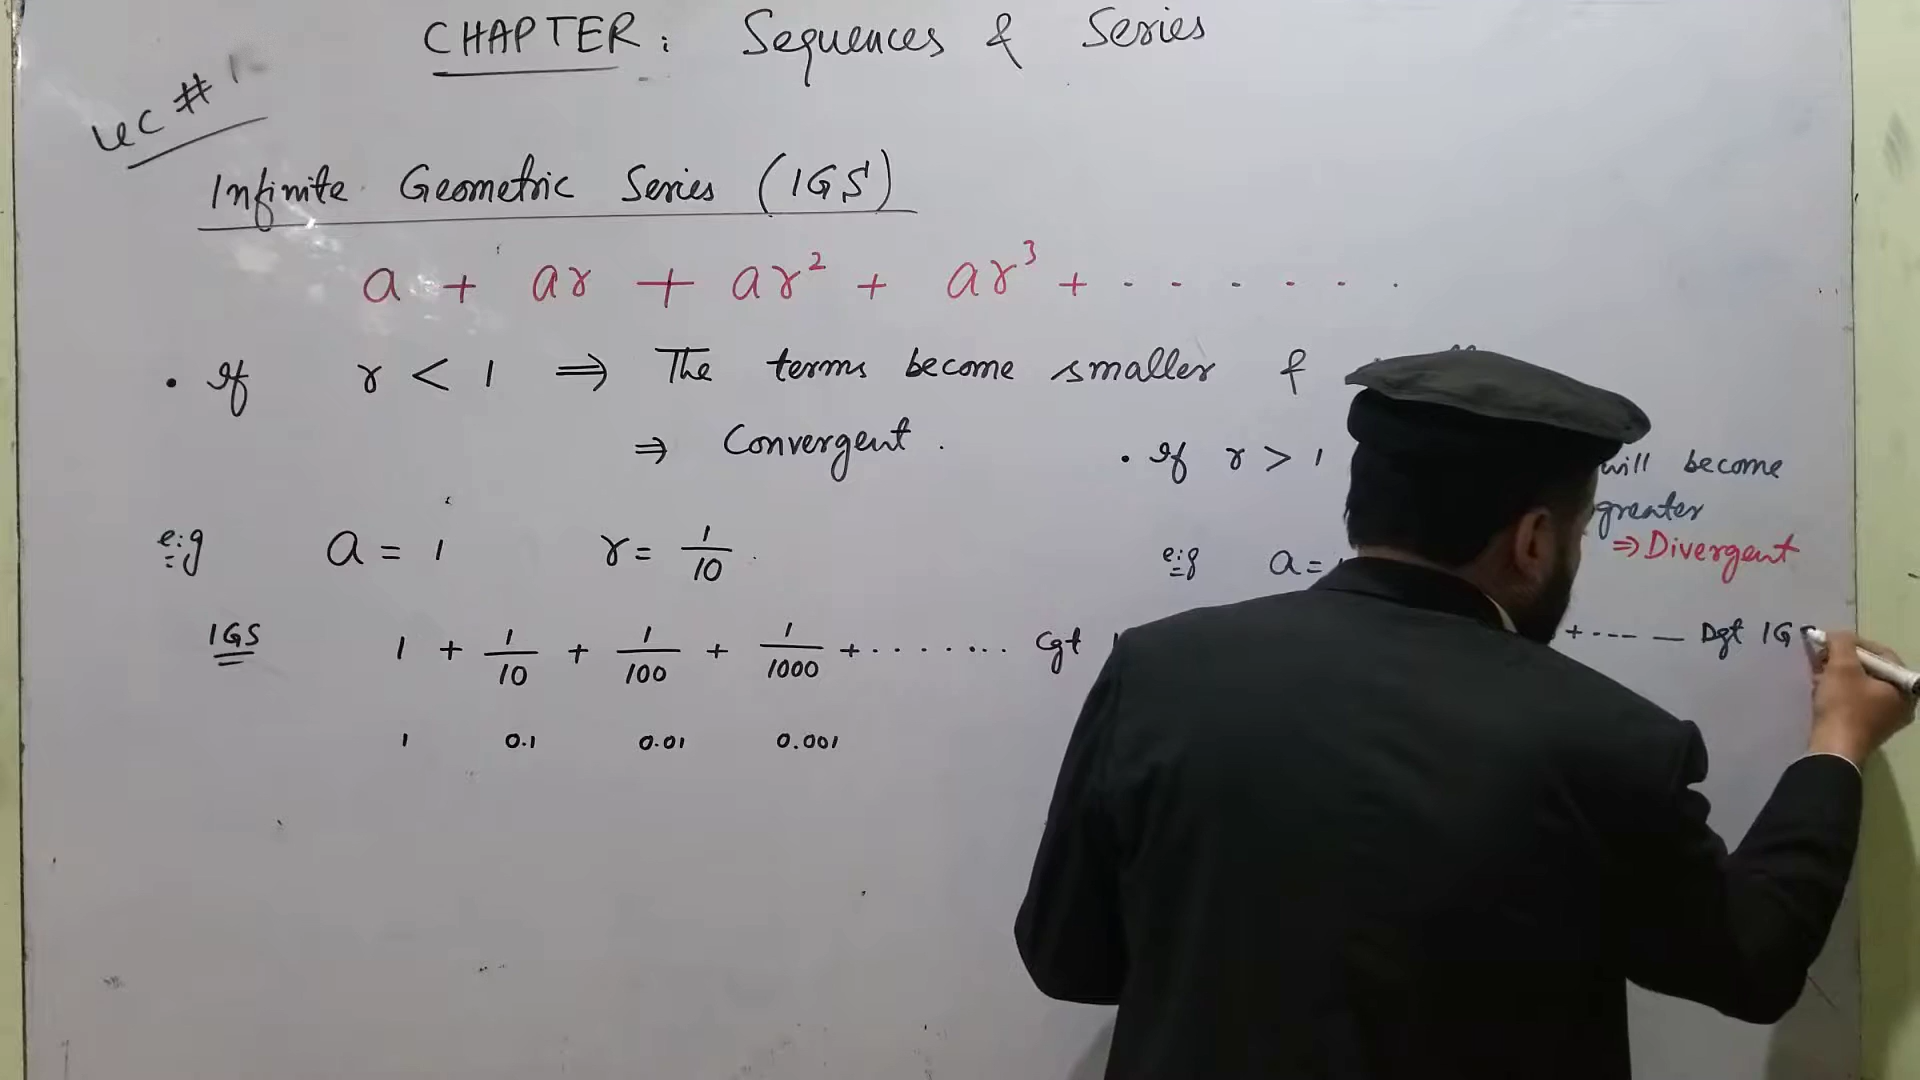 CHAPTER: Sequences & Series
Lec # 1
Infinite Geometric Series (IGS)
a + ar + ar² + ar³ + . . . . . .
• If r < 1 ⇒ The terms become smaller &
⇒ Convergent.
• If r > 1
will become
greater
⇒ Divergent
e:g a = 1 r = 1/10
e:g a =
IGS 1 + 1/10 + 1/100 + 1/1000 + ........ Cgt
+ --- — Dgt IGS
1 0.1 0.01 0.001